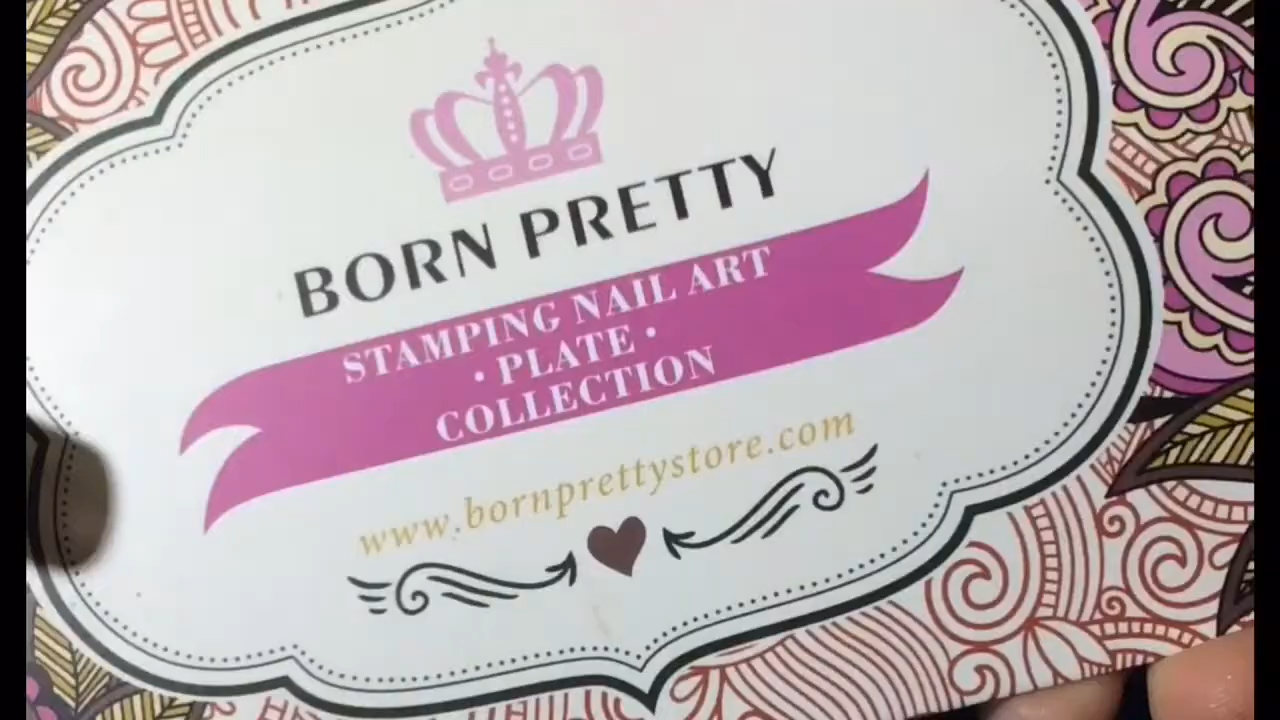 BORN PRETTY
STAMPING NAIL ART
• PLATE •
COLLECTION
www.bornprettystore.com